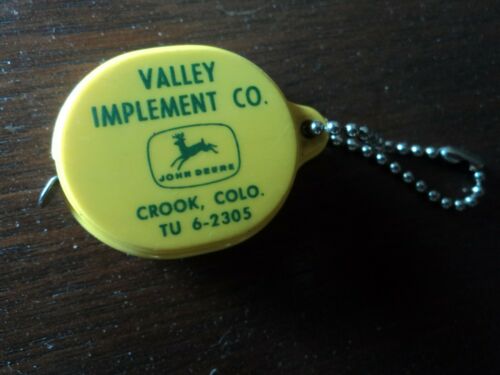 VALLEY
IMPLEMENT CO.
JOHN DEERE
CROOK, COLO.
TU 6-2305